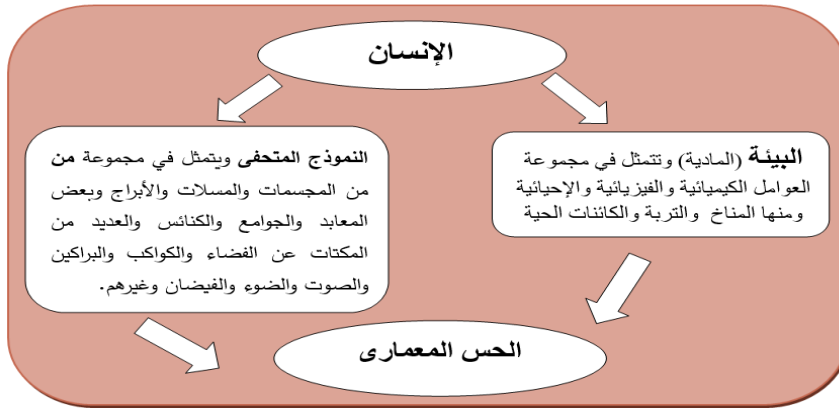 الإنسان
البيئة (المادية) وتتمثل في مجموعة
العوامل الكيميائية والفيزيائية والإحيائية
ومنها المناخ والتربة والكائنات الحية
النموذج المتحفى ويتمثل في مجموعة من
من المجسمات والمسلات والأبراج وبعض
المعابد والجوامع والكنائس والعديد من
المكتات عن الفضاء والكواكب والبراكين
والصوت والضوء والفيضان وغيرهم.
الحس المعمارى